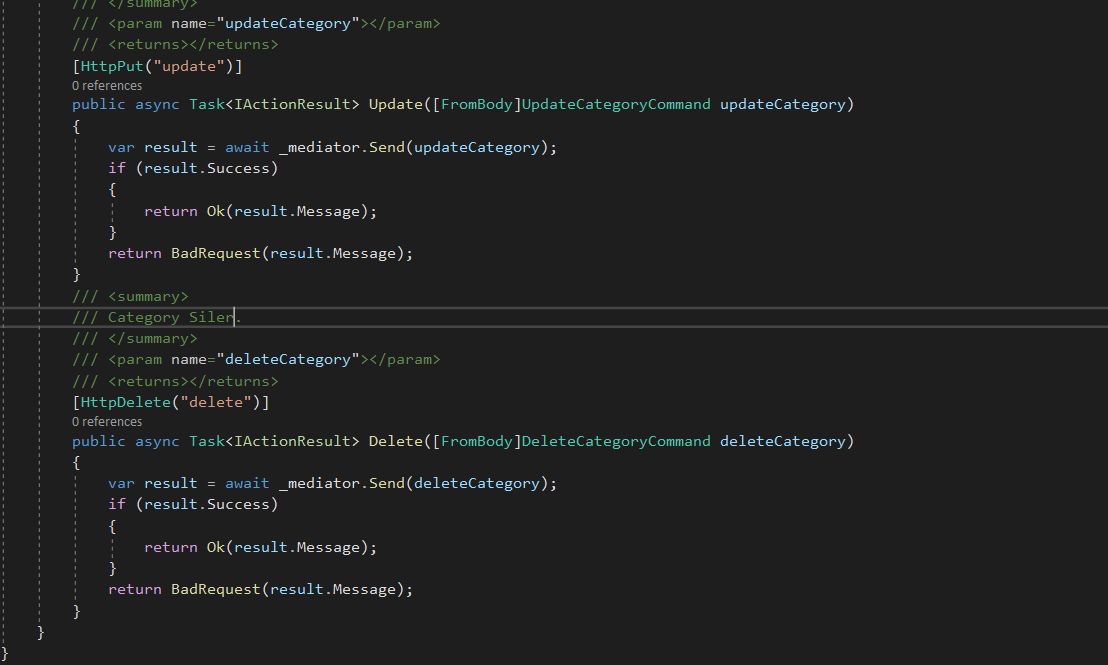 /// </summary>
/// <param name="updateCategory"></param>
/// <returns></returns>
[HttpPut("update")]
0 references
public async Task<IActionResult> Update([FromBody]UpdateCategoryCommand updateCategory)
{
var result = await _mediator.Send(updateCategory);
if (result.Success)
{
return Ok(result.Message);
}
return BadRequest(result.Message);
}
/// <summary>
/// Category Siler.
/// </summary>
/// <param name="deleteCategory"></param>
/// <returns></returns>
[HttpDelete("delete")]
0 references
public async Task<IActionResult> Delete([FromBody]DeleteCategoryCommand deleteCategory)
{
var result = await _mediator.Send(deleteCategory);
if (result.Success)
{
return Ok(result.Message);
}
return BadRequest(result.Message);
}
}
}